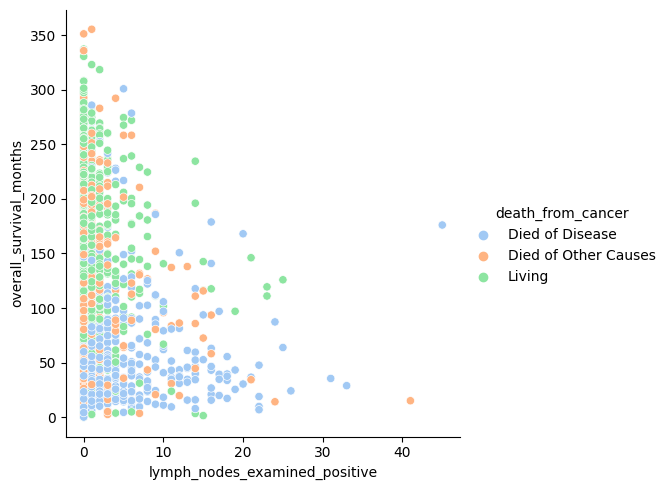 350
300
250
200
150
100
50
0
overall_survival_months
0
10
20
30
40
lymph_nodes_examined_positive
death_from_cancer
Died of Disease
Died of Other Causes
Living